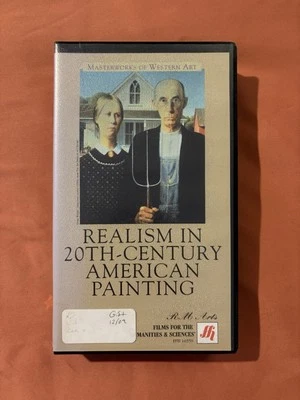 MASTERWORKS OF WESTERN ART
REALISM IN
20TH-CENTURY
AMERICAN
PAINTING
RM Arts
FILMS FOR THE
MANITIES & SCIENCES